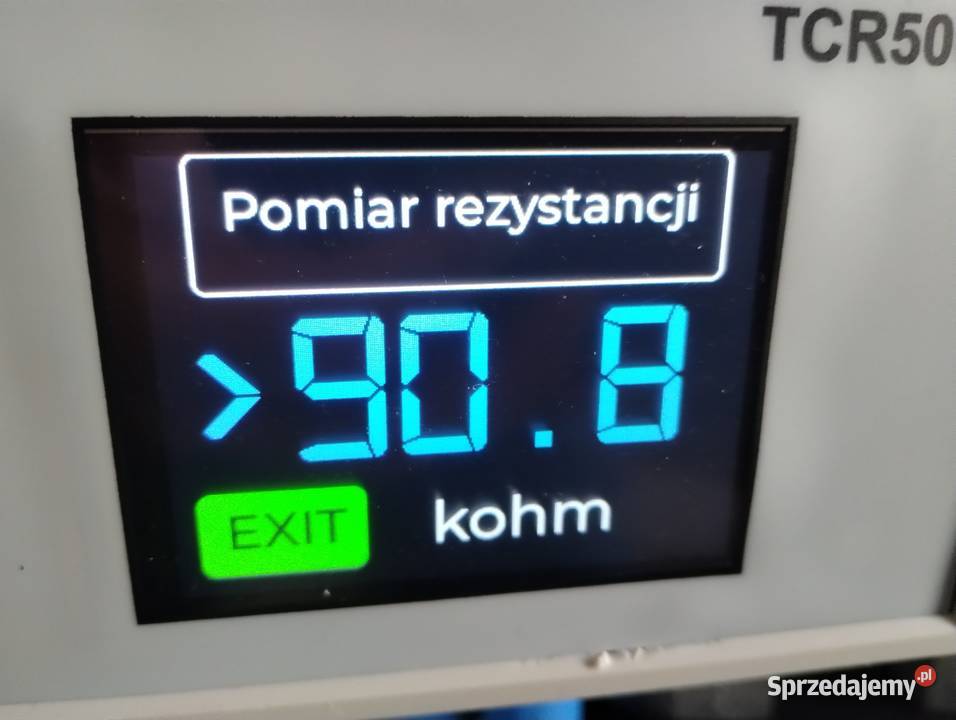 TCR50
Pomiar rezystancji
>90.8
EXIT
kohm
Sprzedajemy.pl